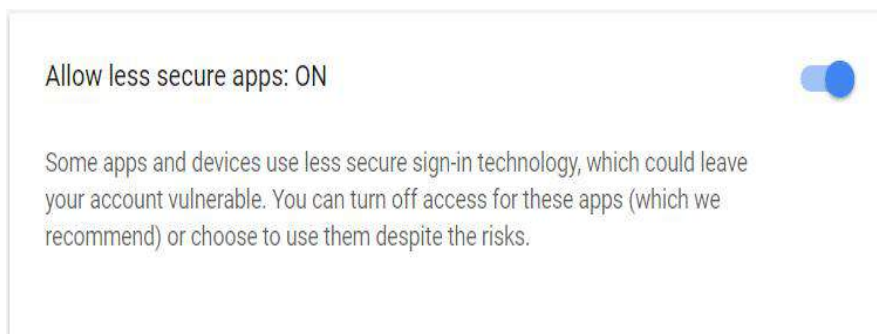 Allow less secure apps: ON
Some apps and devices use less secure sign-in technology, which could leave
your account vulnerable. You can turn off access for these apps (which we
recommend) or choose to use them despite the risks.